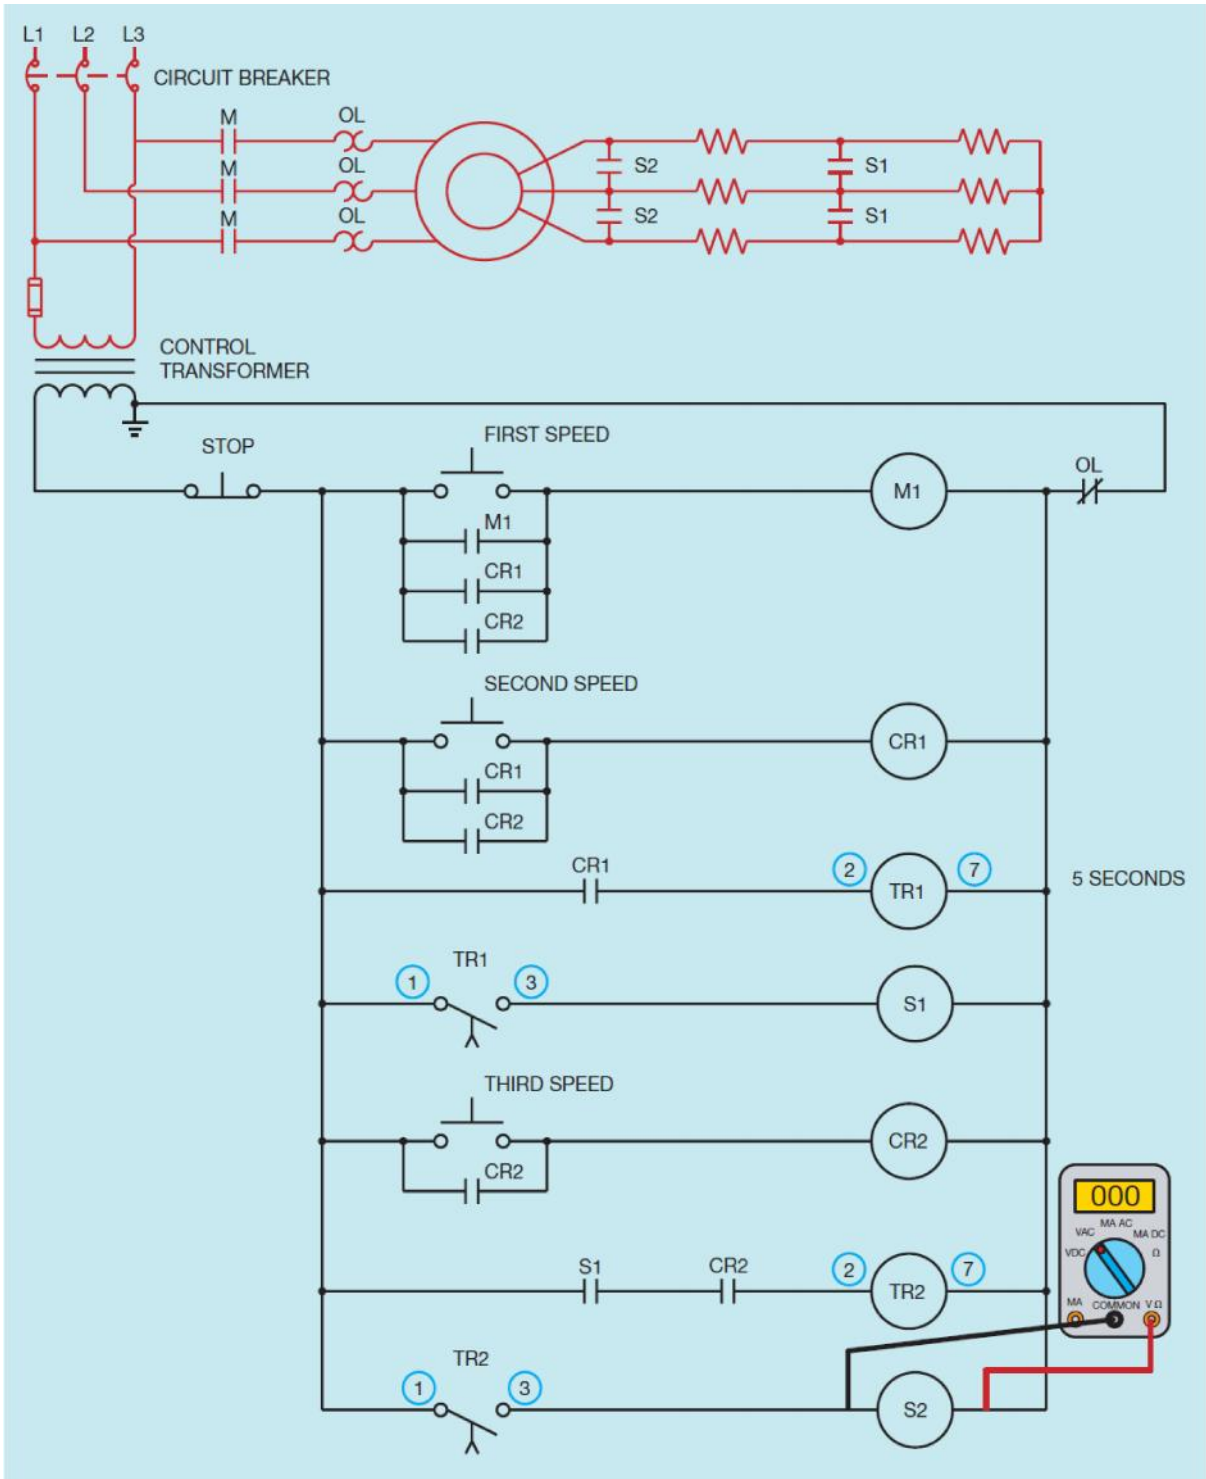 L1 L2 L3
CIRCUIT BREAKER
M OL
M OL S2 S1
M OL S2 S1
CONTROL
TRANSFORMER
FIRST SPEED
STOP
OL
M1
M1
CR1
CR2
SECOND SPEED
CR1
CR1
CR2
CR1 2 TR1 7 5 SECONDS
TR1
1 3 S1
THIRD SPEED
CR2
CR2
000
MA AC
VAC MA DC
VDC Ω
S1 CR2 2 TR2 7
MA COMMON V Ω
TR2
1 3 S2